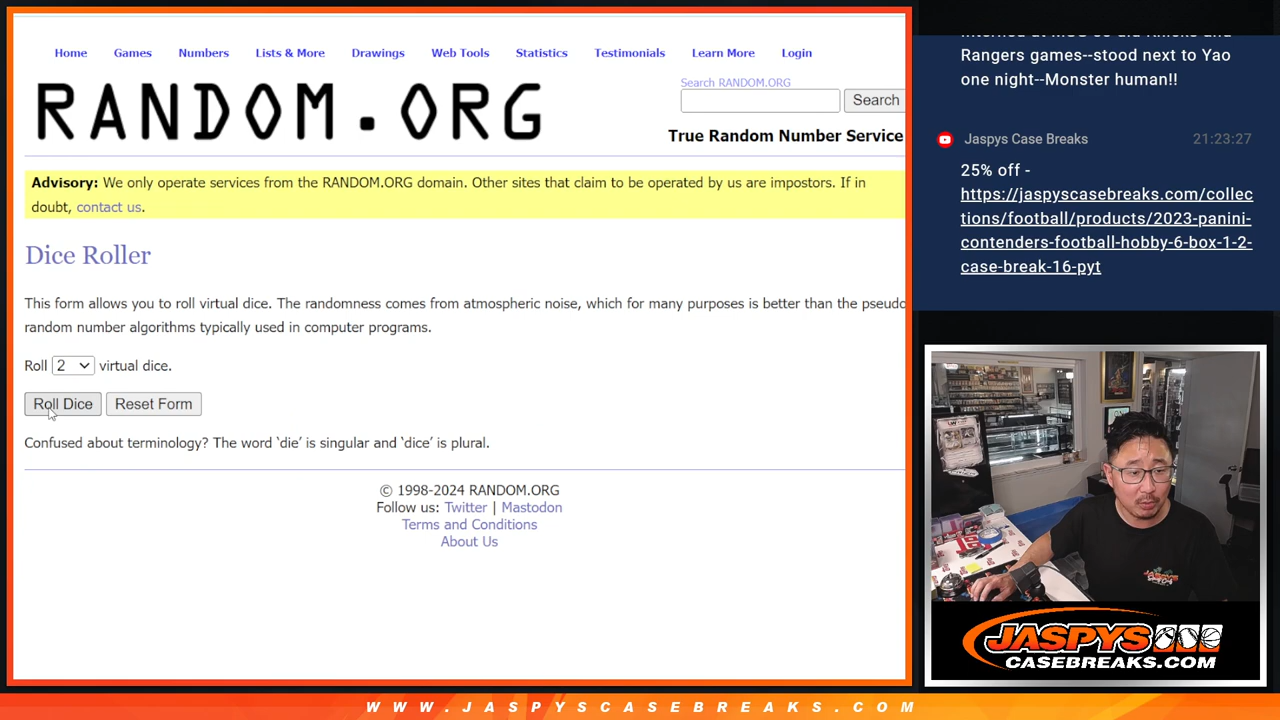 Home Games Numbers Lists & More Drawings Web Tools Statistics Testimonials Learn More Login
RANDOM.ORG
Search RANDOM.ORG
Search
True Random Number Service
Advisory: We only operate services from the RANDOM.ORG domain. Other sites that claim to be operated by us are impostors. If in
doubt, contact us.
Dice Roller
This form allows you to roll virtual dice. The randomness comes from atmospheric noise, which for many purposes is better than the pseudo
random number algorithms typically used in computer programs.
Roll 2 virtual dice.
Roll Dice Reset Form
Confused about terminology? The word ‘die’ is singular and ‘dice’ is plural.
© 1998-2024 RANDOM.ORG
Follow us: Twitter | Mastodon
Terms and Conditions
About Us
Rangers games--stood next to Yao
one night--Monster human!!
Jaspys Case Breaks 21:23:27
25% off -
https://jaspyscasebreaks.com/collec
tions/football/products/2023-panini-
contenders-football-hobby-6-box-1-2-
case-break-16-pyt
JASPYS
CASEBREAKS.COM
WWW.JASPYSCASEBREAKS.COM